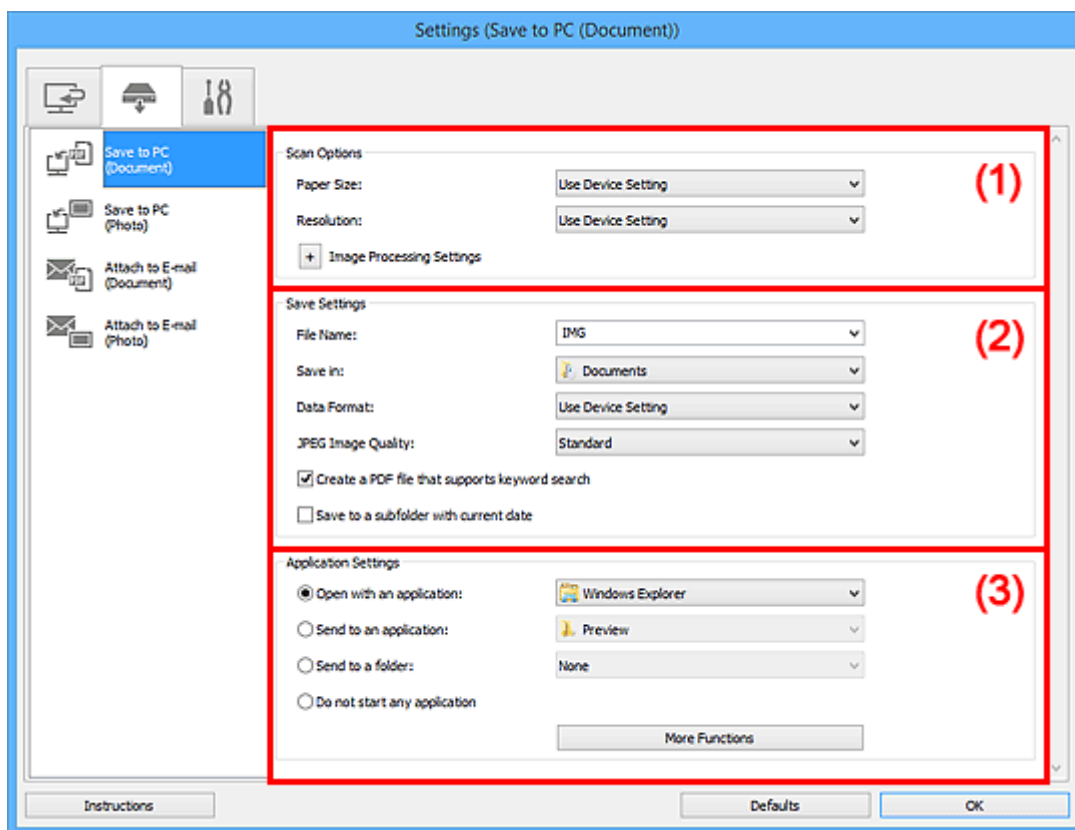 Settings (Save to PC (Document))
Save to PC
(Document)
Save to PC
(Photo)
Attach to E-mail
(Document)
Attach to E-mail
(Photo)
Scan Options
(1)
Paper Size: Use Device Setting
Resolution: Use Device Setting
+ Image Processing Settings
Save Settings
(2)
File Name: IMG
Save in: Documents
Data Format: Use Device Setting
JPEG Image Quality: Standard
Create a PDF file that supports keyword search
Save to a subfolder with current date
Application Settings
(3)
Open with an application: Windows Explorer
Send to an application: Preview
Send to a folder: None
Do not start any application
More Functions
Instructions Defaults OK